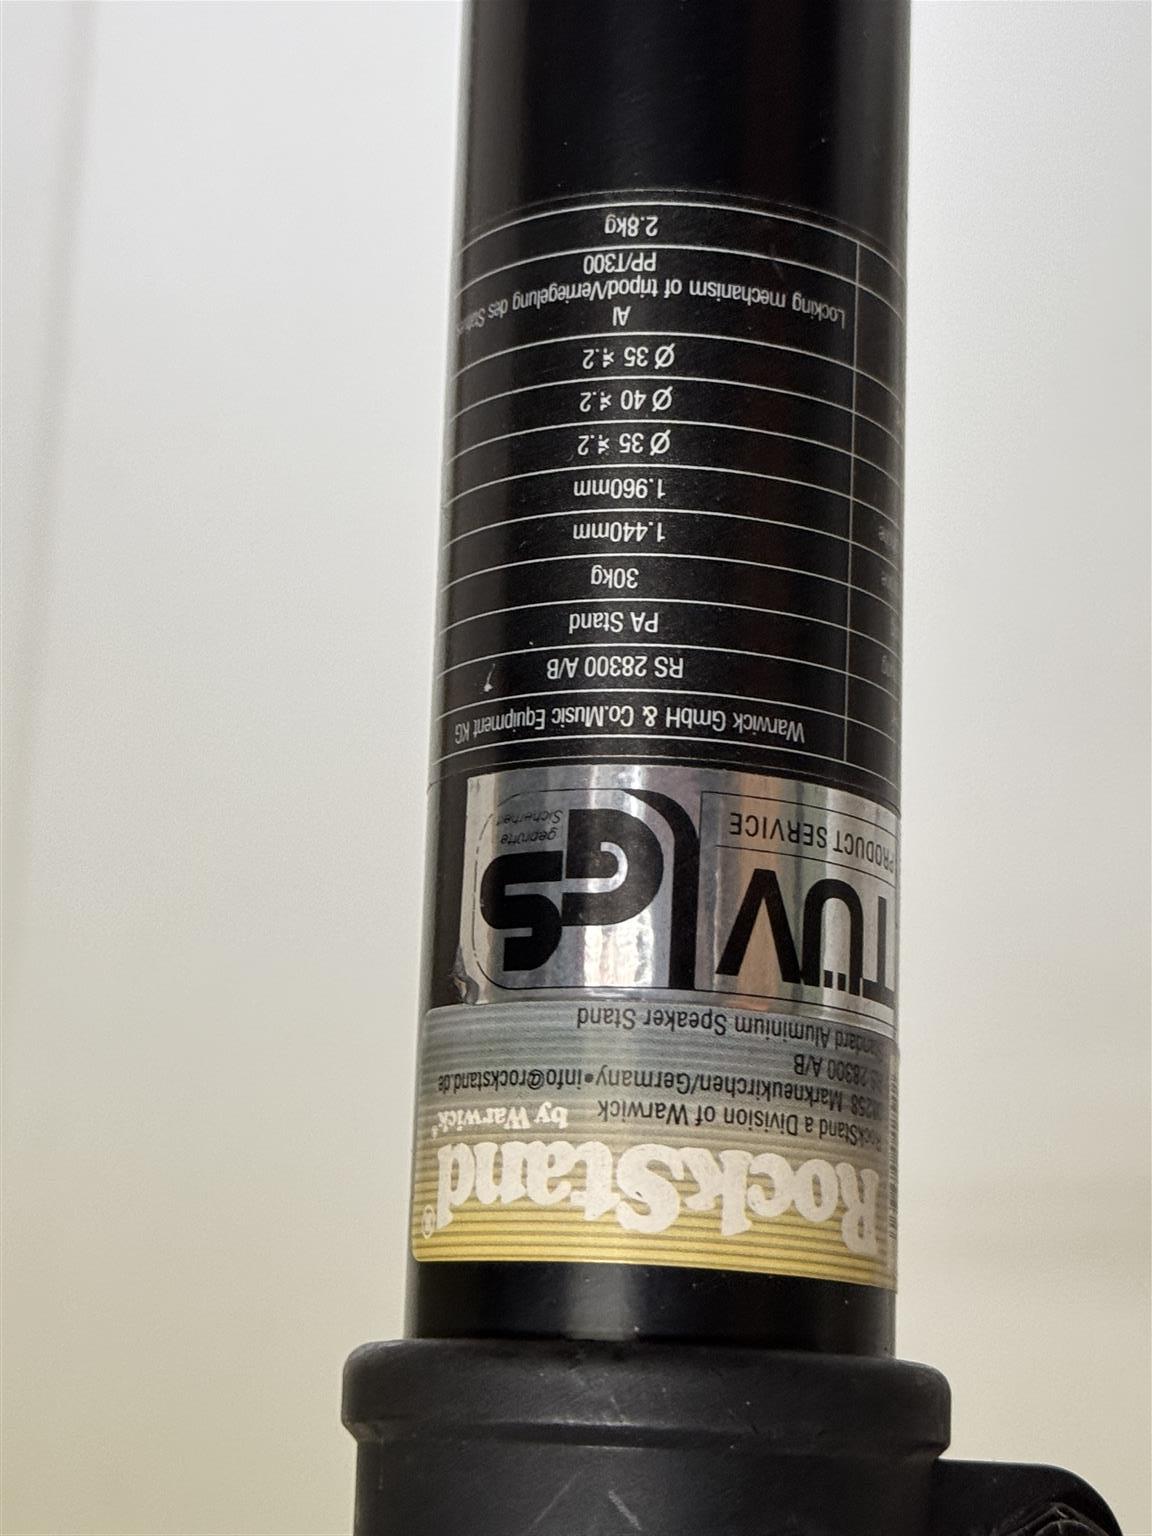 RockStand®
by Warwick®
RockStand a Division of Warwick
Markneukirchen/Germany•info@rockstand.de
RS 28300 A/B
Standard Aluminium Speaker Stand
TÜV
PRODUCT SERVICE
GS
geprüfte
Sicherheit
Warwick GmbH & Co.Music Equipment KG
RS 28300 A/B
PA Stand
30kg
1.440mm
1.960mm
Ø 35 ∡.2
Ø 40 ∡.2
Ø 35 ∡.2
Al
Locking mechanism of tripod/Verriegelung des
PP/T300
2.8kg